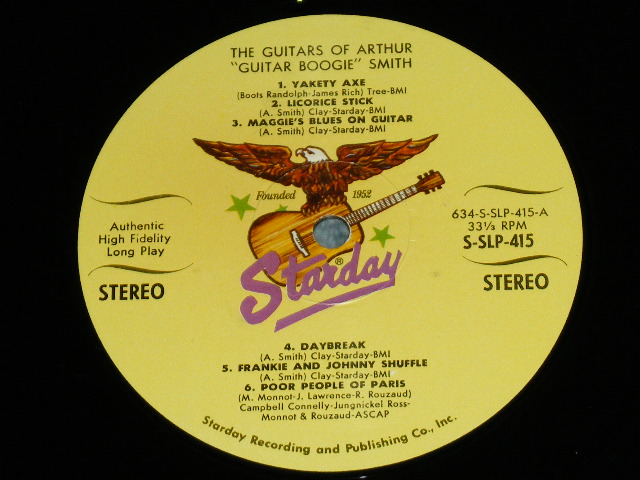 THE GUITARS OF ARTHUR
"GUITAR BOOGIE" SMITH
1. YAKETY AXE
(Boots Randolph-James Rich) Tree-BMI
2. LICORICE STICK
(A. Smith) Clay-Starday-BMI
3. MAGGIE'S BLUES ON GUITAR
(A. Smith) Clay-Starday-BMI
Founded 1952
Authentic
High Fidelity
Long Play
STEREO
634-S-SLP-415-A
33⅓ RPM
S-SLP-415
STEREO
Starday®
4. DAYBREAK
(A. Smith) Clay-Starday-BMI
5. FRANKIE AND JOHNNY SHUFFLE
(A. Smith) Clay-Starday-BMI
6. POOR PEOPLE OF PARIS
(M. Monnot-J. Lawrence-R. Rouzaud)
Campbell Connelly-Jungnickel Ross-
Monnot & Rouzaud-ASCAP
Starday Recording and Publishing Co., Inc.